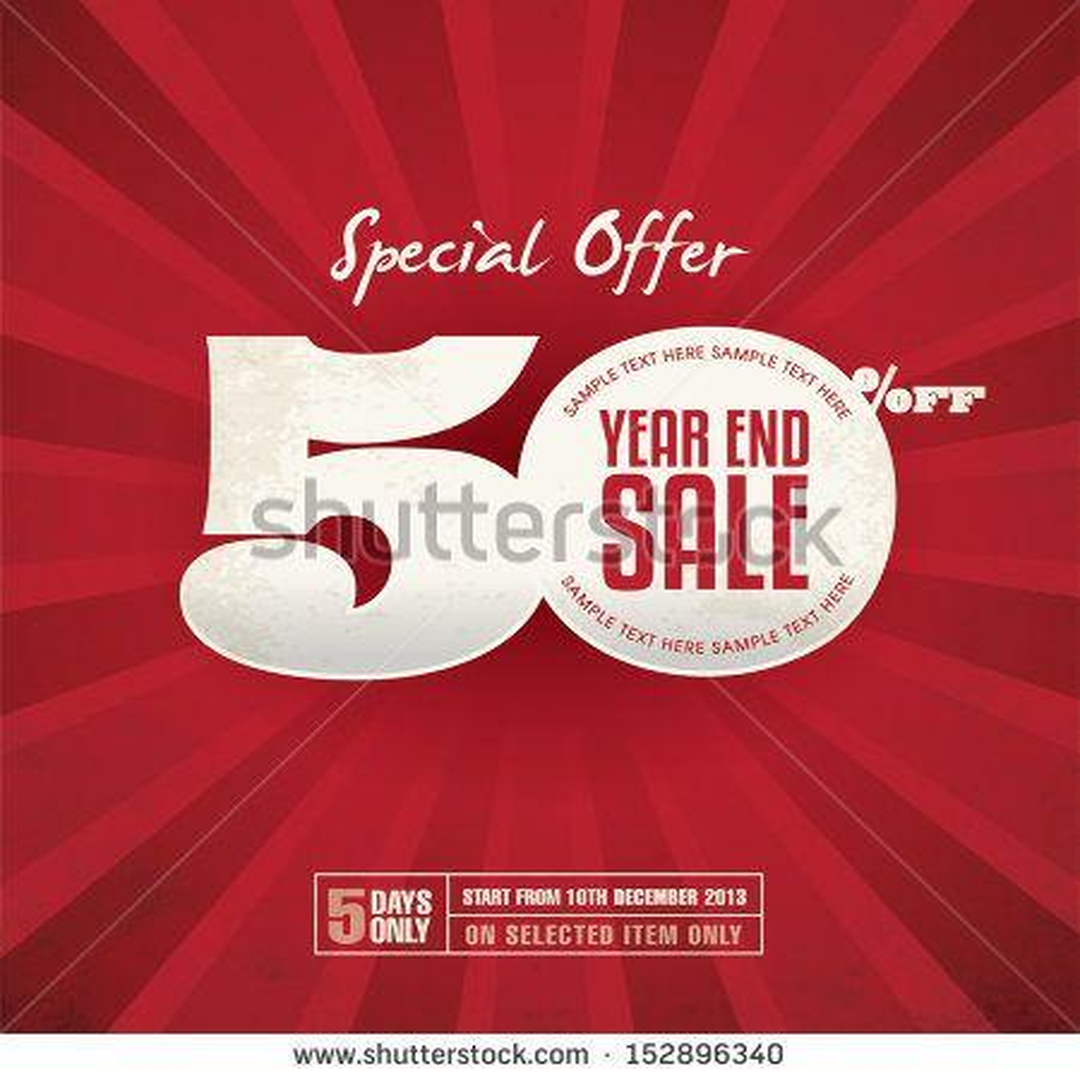 Special Offer
50 %OFF
SAMPLE TEXT HERE SAMPLE TEXT HERE
YEAR END
SALE
SAMPLE TEXT HERE SAMPLE TEXT HERE
shutterstock
5 DAYS ONLY
START FROM 10TH DECEMBER 2013
ON SELECTED ITEM ONLY
www.shutterstock.com · 152896340